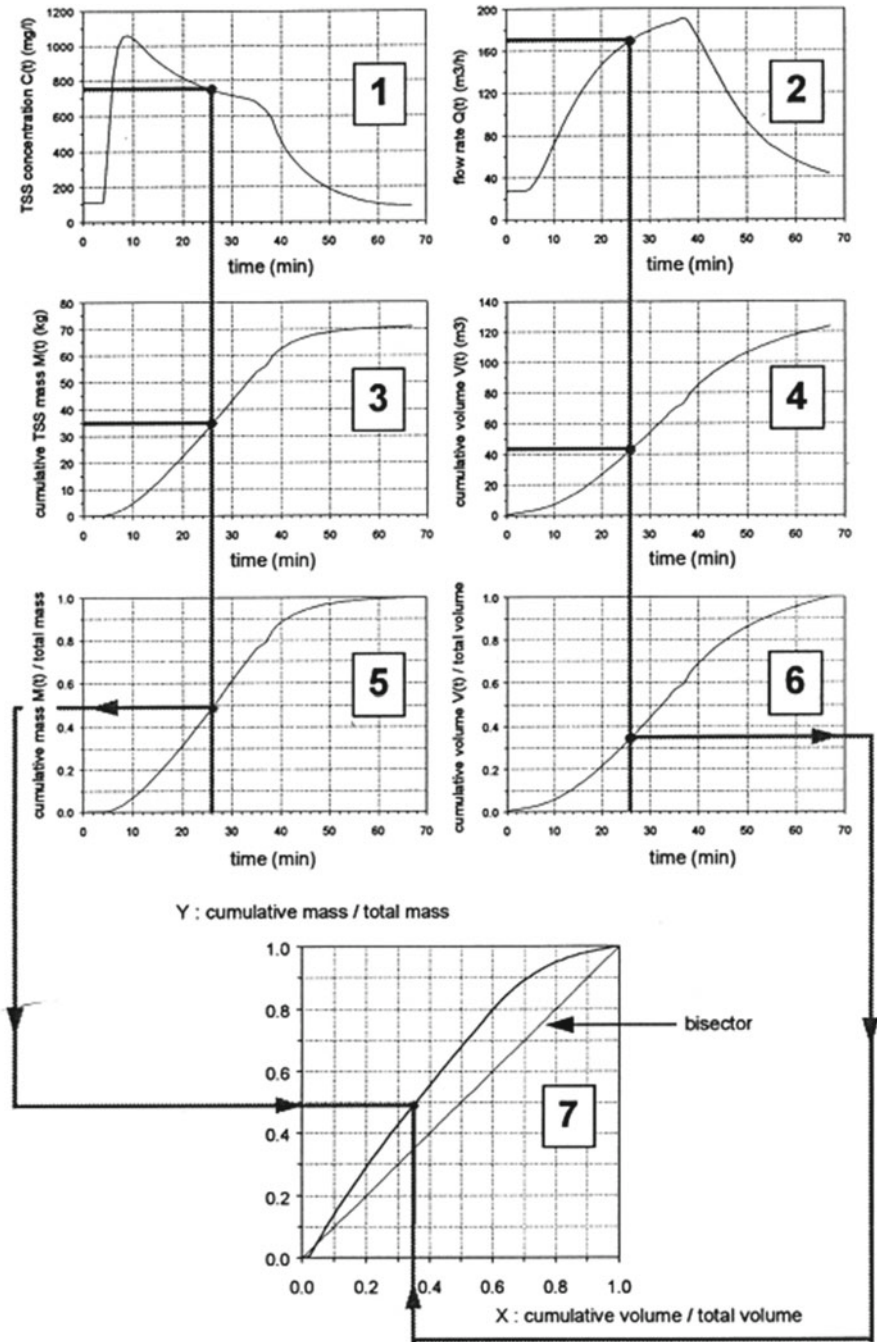 TSS concentration C(t) (mg/l)
1200
1000
800
600
400
200
0
0 10 20 30 40 50 60 70
time (min)
1
flow rate Q(t) (m3/h)
200
160
120
80
40
0
0 10 20 30 40 50 60 70
time (min)
2
cumulative TSS mass M(t) (kg)
80
70
60
50
40
30
20
10
0
0 10 20 30 40 50 60 70
time (min)
3
cumulative volume V(t) (m3)
140
120
100
80
60
40
20
0
0 10 20 30 40 50 60 70
time (min)
4
cumulative mass M(t) / total mass
1.0
0.8
0.6
0.4
0.2
0.0
0 10 20 30 40 50 60 70
time (min)
5
cumulative volume V(t) / total volume
1.0
0.8
0.6
0.4
0.2
0.0
0 10 20 30 40 50 60 70
time (min)
6
Y : cumulative mass / total mass
1.0
0.8
0.6
0.4
0.2
0.0
0.0 0.2 0.4 0.6 0.8 1.0
bisector
7
X : cumulative volume / total volume